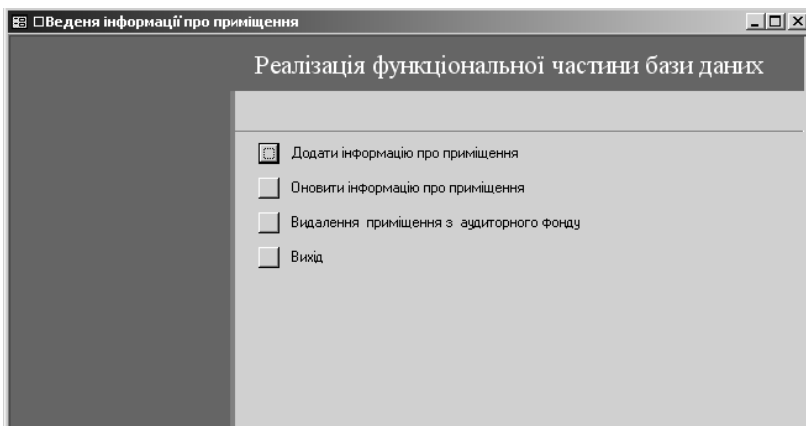 □Веденя інформації про приміщення
Реалізація функціональної частини бази даних
Додати інформацію про приміщення
Оновити інформацію про приміщення
Видалення приміщення з аудиторного фонду
Вихід